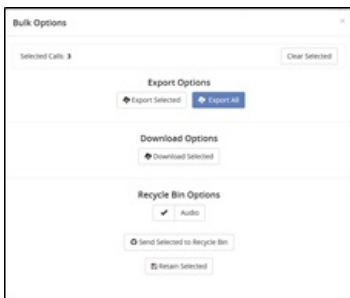 Bulk Options ×
Selected Calls: 3 Clear Selected
Export Options
Export Selected Export All
Download Options
Download Selected
Recycle Bin Options
✔ Audio
Send Selected to Recycle Bin
Retain Selected